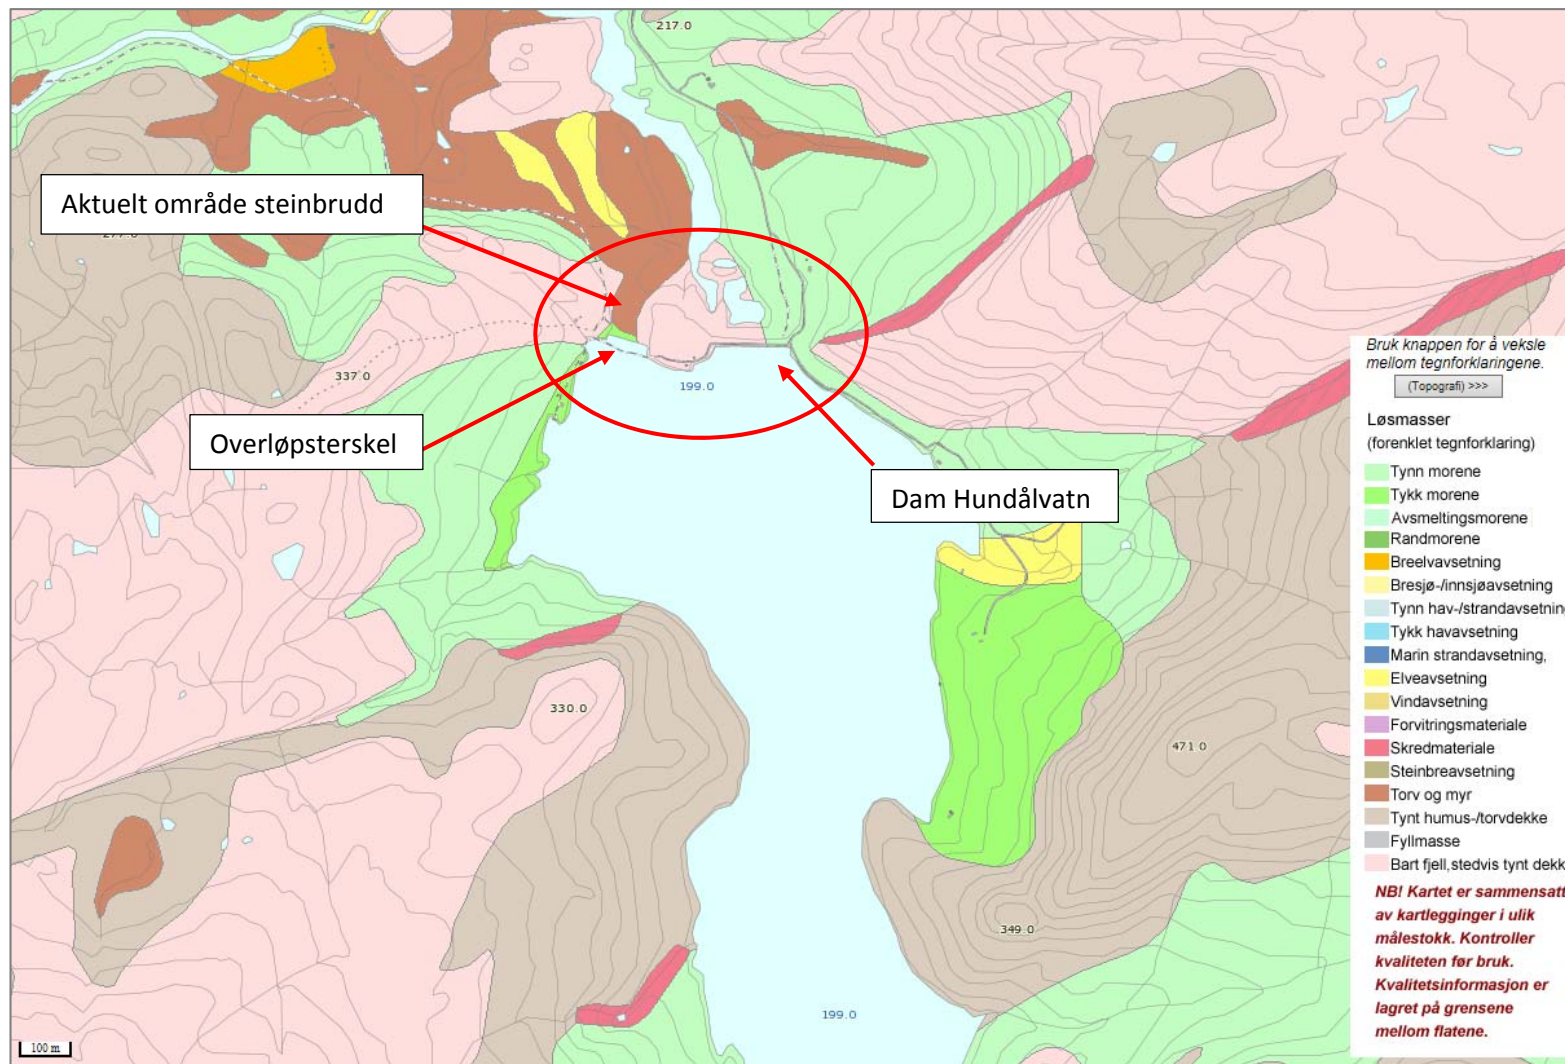 217.0
Aktuelt område steinbrudd
277.0
337.0
199.0
Overløpsterskel
Dam Hundålvatn
330.0
471.0
349.0
199.0
100 m
Bruk knappen for å veksle
mellom tegnforklaringene.
(Topografi) >>>
Løsmasser
(forenklet tegnforklaring)
Tynn morene
Tykk morene
Avsmeltingsmorene
Randmorene
Breelvavsetning
Bresjø-/innsjøavsetning
Tynn hav-/strandavsetning
Tykk havavsetning
Marin strandavsetning,
Elveavsetning
Vindavsetning
Forvitringsmateriale
Skredmateriale
Steinbreavsetning
Torv og myr
Tynt humus-/torvdekke
Fyllmasse
Bart fjell,stedvis tynt dekk
NB! Kartet er sammensatt
av kartlegginger i ulik
målestokk. Kontroller
kvaliteten før bruk.
Kvalitetsinformasjon er
lagret på grensene
mellom flatene.